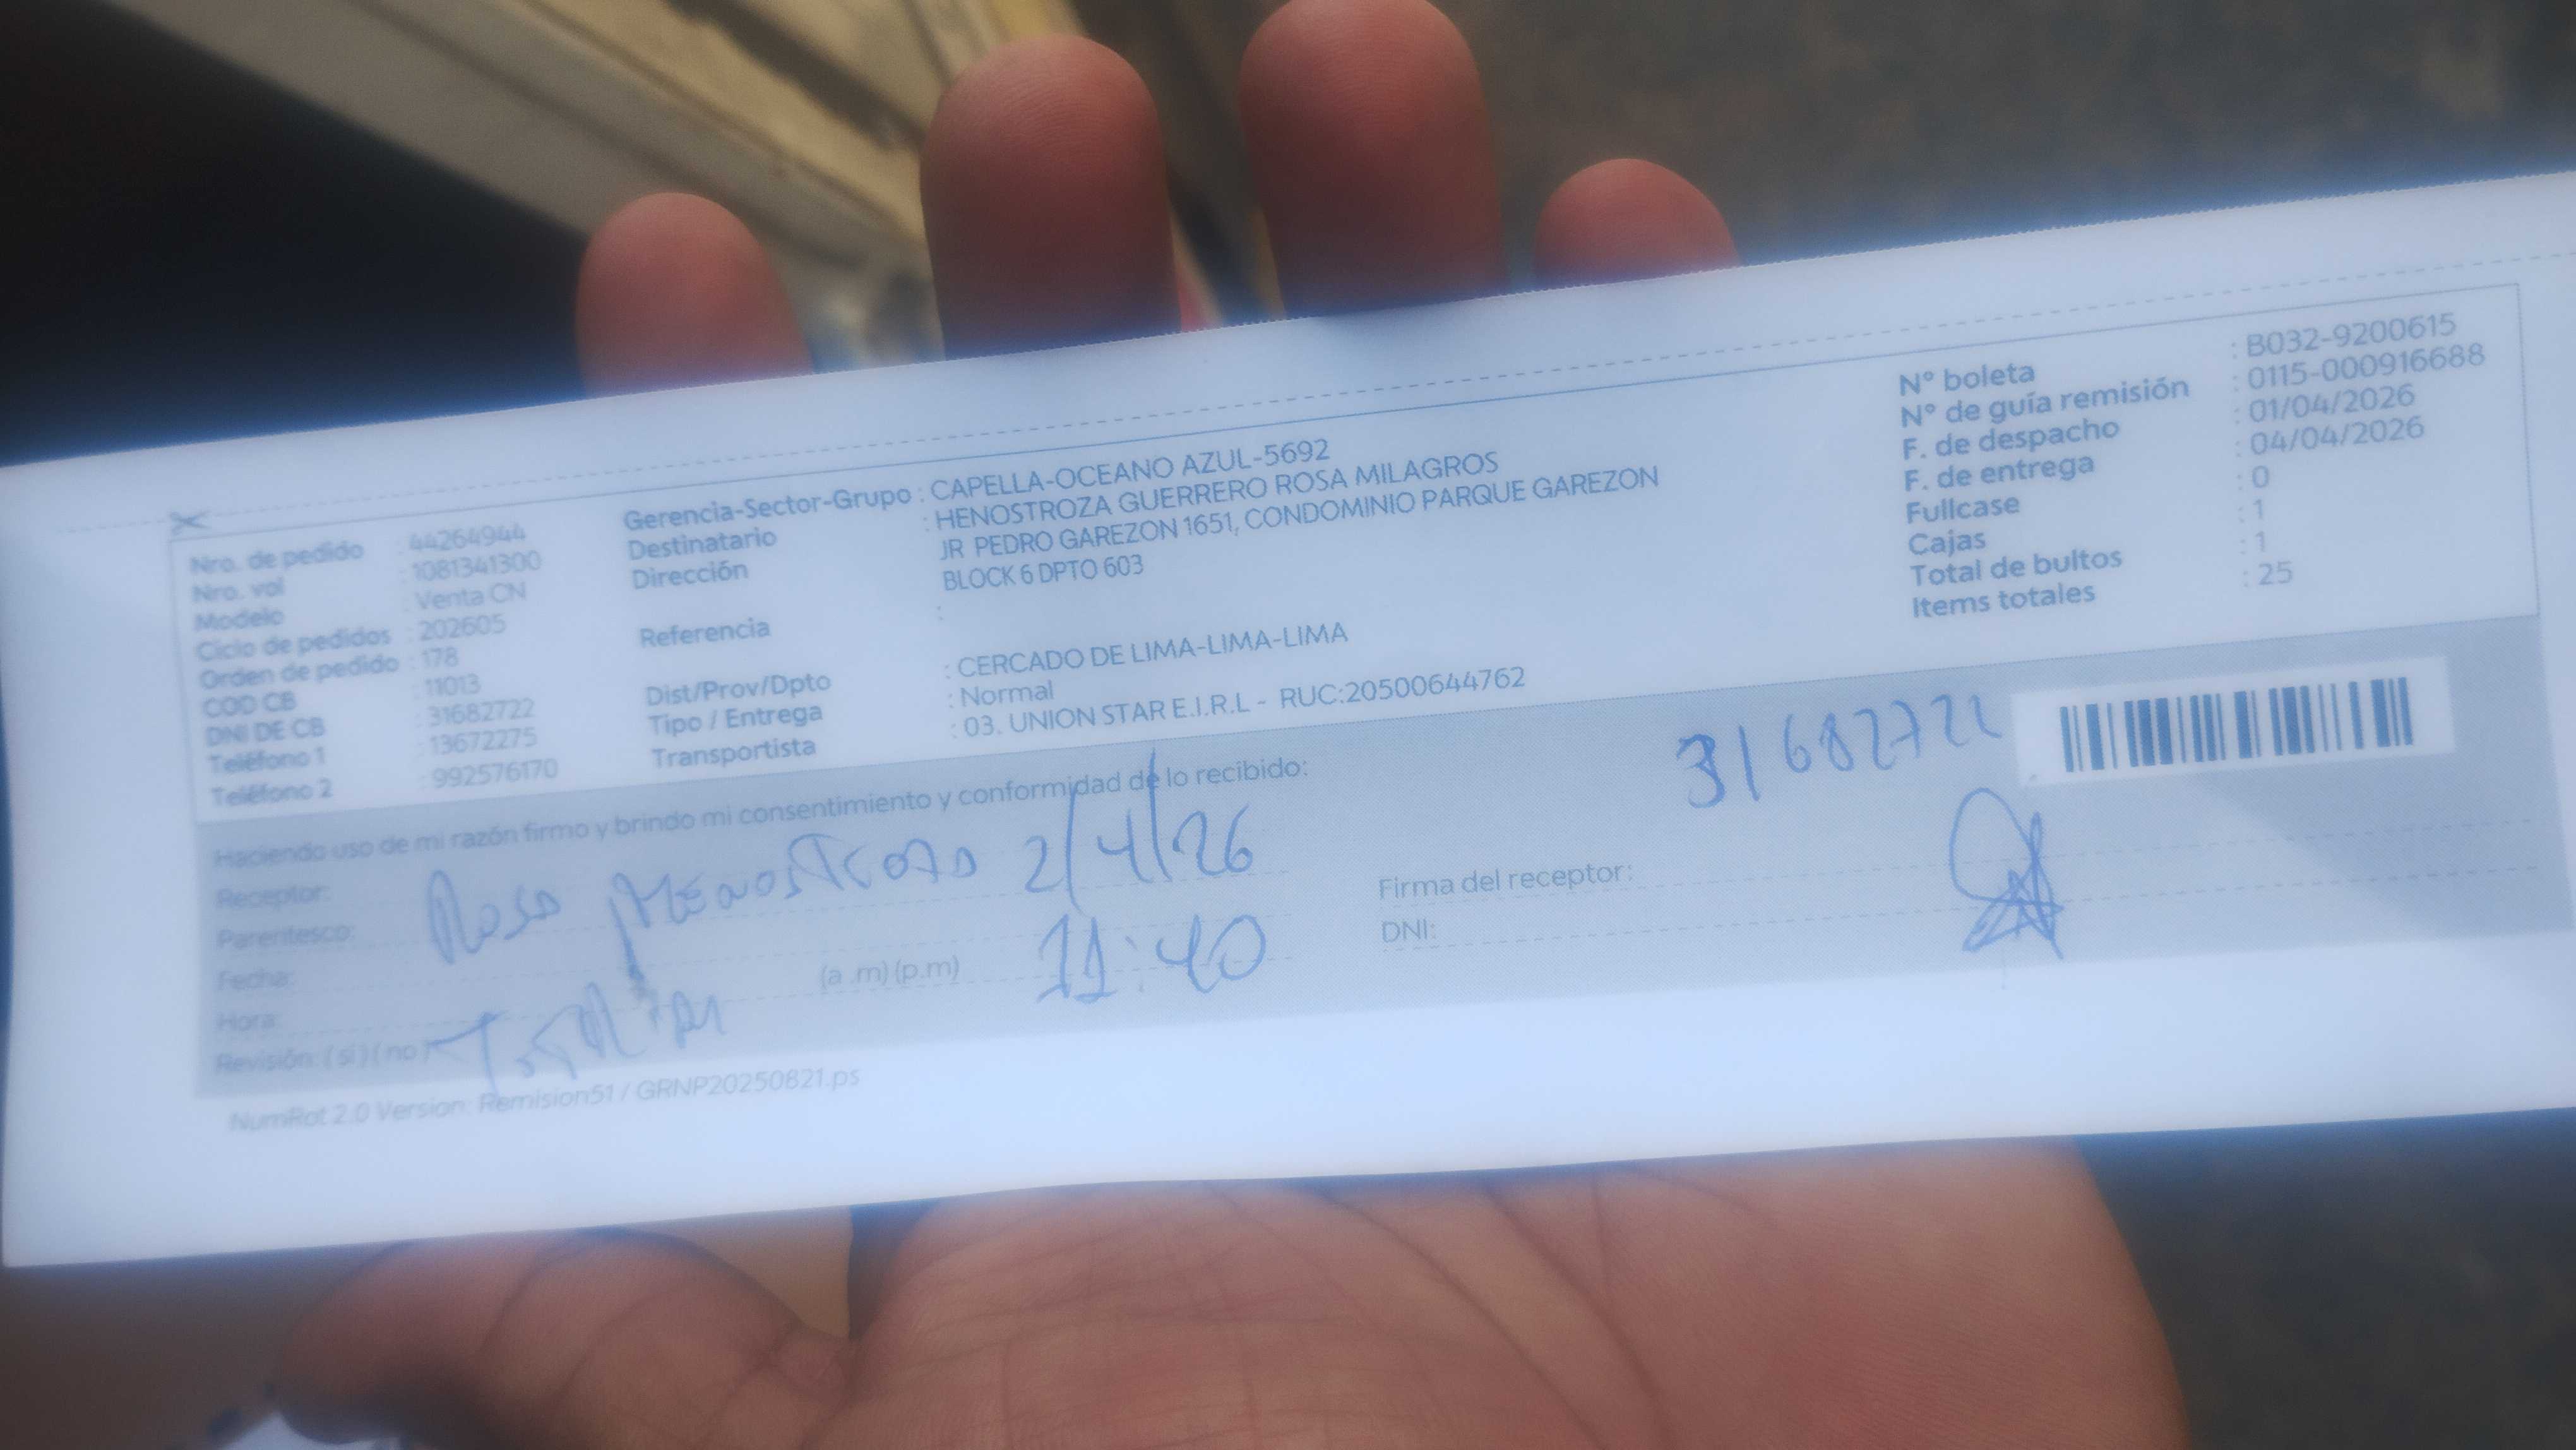 Nro. de pedido : 44264944
Nro. vol : 1081341300
Modelo : Venta CN
Ciclo de pedidos : 202605
Orden de pedido : 178
COD CB : 11013
DNI DE CB : 31682722
Teléfono 1 : 13672275
Teléfono 2 : 992576170
Gerencia-Sector-Grupo : CAPELLA-OCEANO AZUL-5692
Destinatario : HENOSTROZA GUERRERO ROSA MILAGROS
Dirección JR PEDRO GAREZON 1651, CONDOMINIO PARQUE GAREZON
BLOCK 6 DPTO 603
Referencia :
Dist/Prov/Dpto : CERCADO DE LIMA-LIMA-LIMA
Tipo / Entrega : Normal
Transportista : 03. UNION STAR E.I.R.L - RUC:20500644762
N° boleta : B032-9200615
N° de guía remisión : 0115-000916688
F. de despacho : 01/04/2026
F. de entrega : 04/04/2026
Fullcase : 0
Cajas : 1
Total de bultos : 1
Items totales : 25
Haciendo uso de mi razón firmo y brindo mi consentimiento y conformidad de lo recibido:
31682722
Receptor: Rosa Henostroza 2/4/26
Parentesco:
Fecha:
Hora: (a .m) (p.m) 11:40
Revisión: ( si ) ( no )
Firma del receptor:
DNI:
NumRot 2.0 Version: Remision51 / GRNP20250821.ps